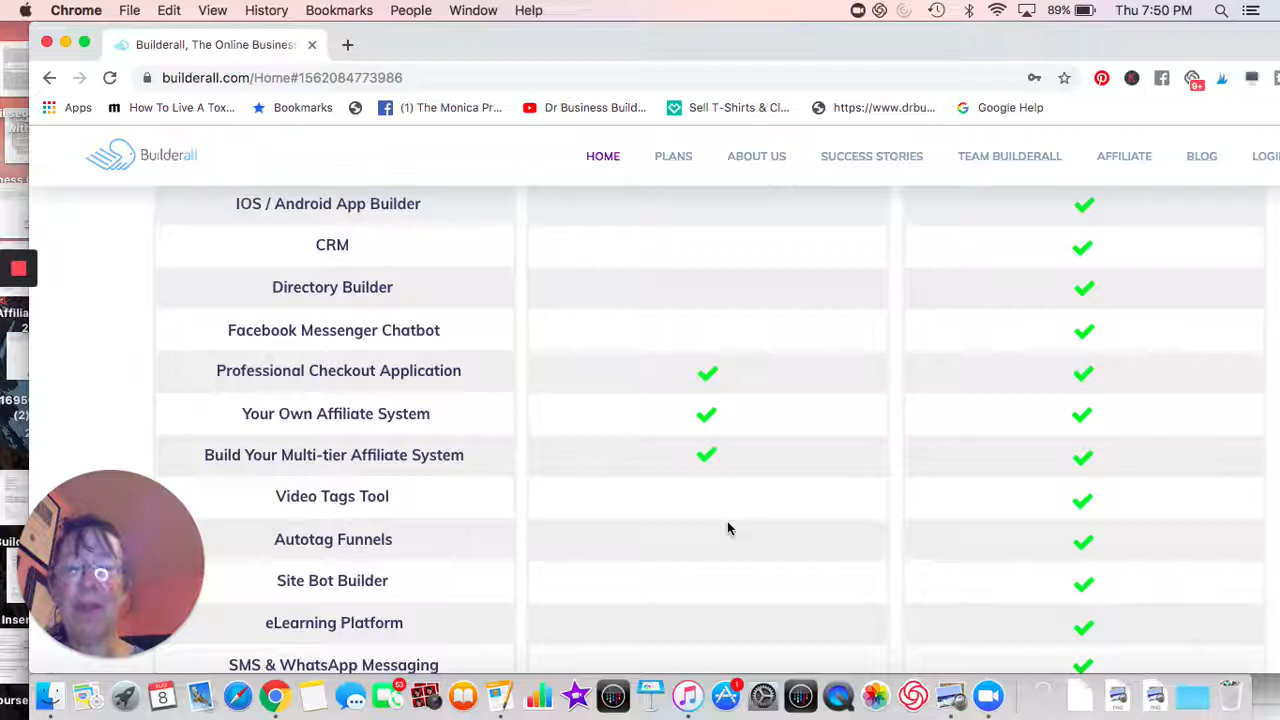 Chrome File Edit View History Bookmarks People Window Help 89% Thu 7:50 PM
Builderall, The Online Business
builderall.com/Home#1562084773986
9+
Apps How To Live A Tox... Bookmarks (1) The Monica Pr... Dr Business Build... Sell T-Shirts & Cl... https://www.drbu... Google Help
Builderall HOME PLANS ABOUT US SUCCESS STORIES TEAM BUILDERALL AFFILIATE BLOG LOGI
IOS / Android App Builder
CRM
Directory Builder
Facebook Messenger Chatbot
Professional Checkout Application
Your Own Affiliate System
Build Your Multi-tier Affiliate System
Video Tags Tool
Autotag Funnels
Site Bot Builder
eLearning Platform
SMS & WhatsApp Messaging